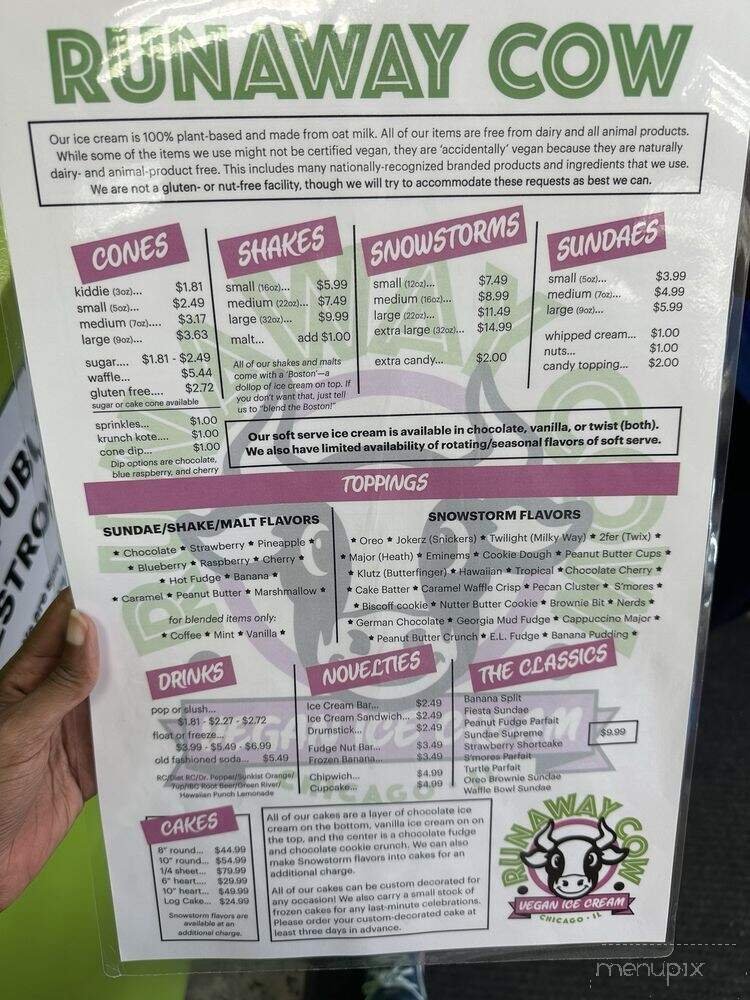 RUNAWAY COW
Our ice cream is 100% plant-based and made from oat milk. All of our items are free from dairy and all animal products.
While some of the items we use might not be certified vegan, they are 'accidentally' vegan because they are naturally
dairy- and animal-product free. This includes many nationally-recognized branded products and ingredients that we use.
We are not a gluten- or nut-free facility, though we will try to accommodate these requests as best we can.
CONES
kiddie (3oz)... $1.81
small (5oz)... $2.49
medium (7oz).... $3.17
large (9oz)... $3.63
sugar.... $1.81 - $2.49
waffle... $5.44
gluten free.... $2.72
sugar or cake cone available
sprinkles... $1.00
krunch kote.... $1.00
cone dip... $1.00
Dip options are chocolate,
blue raspberry, and cherry
SHAKES
small (16oz)... $5.99
medium (22oz)... $7.49
large (32oz)... $9.99
malt... add $1.00
All of our shakes and malts
come with a 'Boston'—a
dollop of ice cream on top. If
you don't want that, just tell
us to "blend the Boston!"
SNOWSTORMS
small (12oz)... $7.49
medium (16oz)... $8.99
large (22oz)... $11.49
extra large (32oz)... $14.99
extra candy... $2.00
SUNDAES
small (5oz)... $3.99
medium (7oz)... $4.99
large (9oz)... $5.99
whipped cream... $1.00
nuts... $1.00
candy topping... $2.00
Our soft serve ice cream is available in chocolate, vanilla, or twist (both).
We also have limited availability of rotating/seasonal flavors of soft serve.
TOPPINGS
SUNDAE/SHAKE/MALT FLAVORS
★ Chocolate ★ Strawberry ★ Pineapple ★
★ Blueberry ★ Raspberry ★ Cherry ★
★ Hot Fudge ★ Banana ★
★ Caramel ★ Peanut Butter ★ Marshmallow ★
for blended items only:
★ Coffee ★ Mint ★ Vanilla ★
SNOWSTORM FLAVORS
★ Oreo ★ Jokerz (Snickers) ★ Twilight (Milky Way) ★ 2fer (Twix) ★
★ Major (Heath) ★ Eminems ★ Cookie Dough ★ Peanut Butter Cups ★
★ Klutz (Butterfinger) ★ Hawaiian ★ Tropical ★ Chocolate Cherry ★
★ Cake Batter ★ Caramel Waffle Crisp ★ Pecan Cluster ★ S'mores ★
★ Biscoff cookie ★ Nutter Butter Cookie ★ Brownie Bit ★ Nerds ★
★ German Chocolate ★ Georgia Mud Fudge ★ Cappuccino Major ★
★ Peanut Butter Crunch ★ E.L. Fudge ★ Banana Pudding ★
DRINKS
pop or slush...
$1.81 - $2.27 - $2.72
float or freeze...
$3.99 - $5.49 - $6.99
old fashioned soda... $5.49
RC/Diet RC/Dr. Pepper/Sunkist Orange/
7up/IBC Root Beer/Green River/
Hawaiian Punch Lemonade
NOVELTIES
Ice Cream Bar... $2.49
Ice Cream Sandwich... $2.49
Drumstick... $2.49
Fudge Nut Bar... $3.49
Frozen Banana... $3.49
Chipwich... $4.99
Cupcake... $4.99
THE CLASSICS
Banana Split
Fiesta Sundae
Peanut Fudge Parfait
Sundae Supreme
Strawberry Shortcake
S'mores Parfait
Turtle Parfait
Oreo Brownie Sundae
Waffle Bowl Sundae
$9.99
CAKES
8" round... $44.99
10" round... $54.99
1/4 sheet... $79.99
6" heart.... $29.99
10" heart... $49.99
Log Cake... $24.99
Snowstorm flavors are
available at an
additional charge.
All of our cakes are a layer of chocolate ice
cream on the bottom, vanilla ice cream on on
the top, and the center is a chocolate fudge
and chocolate cookie crunch. We can also
make Snowstorm flavors into cakes for an
additional charge.
All of our cakes can be custom decorated for
any occasion! We also carry a small stock of
frozen cakes for any last-minute celebrations.
Please order your custom-decorated cake at
least three days in advance.
RUNAWAY COW
VEGAN ICE CREAM
CHICAGO · IL
menupix